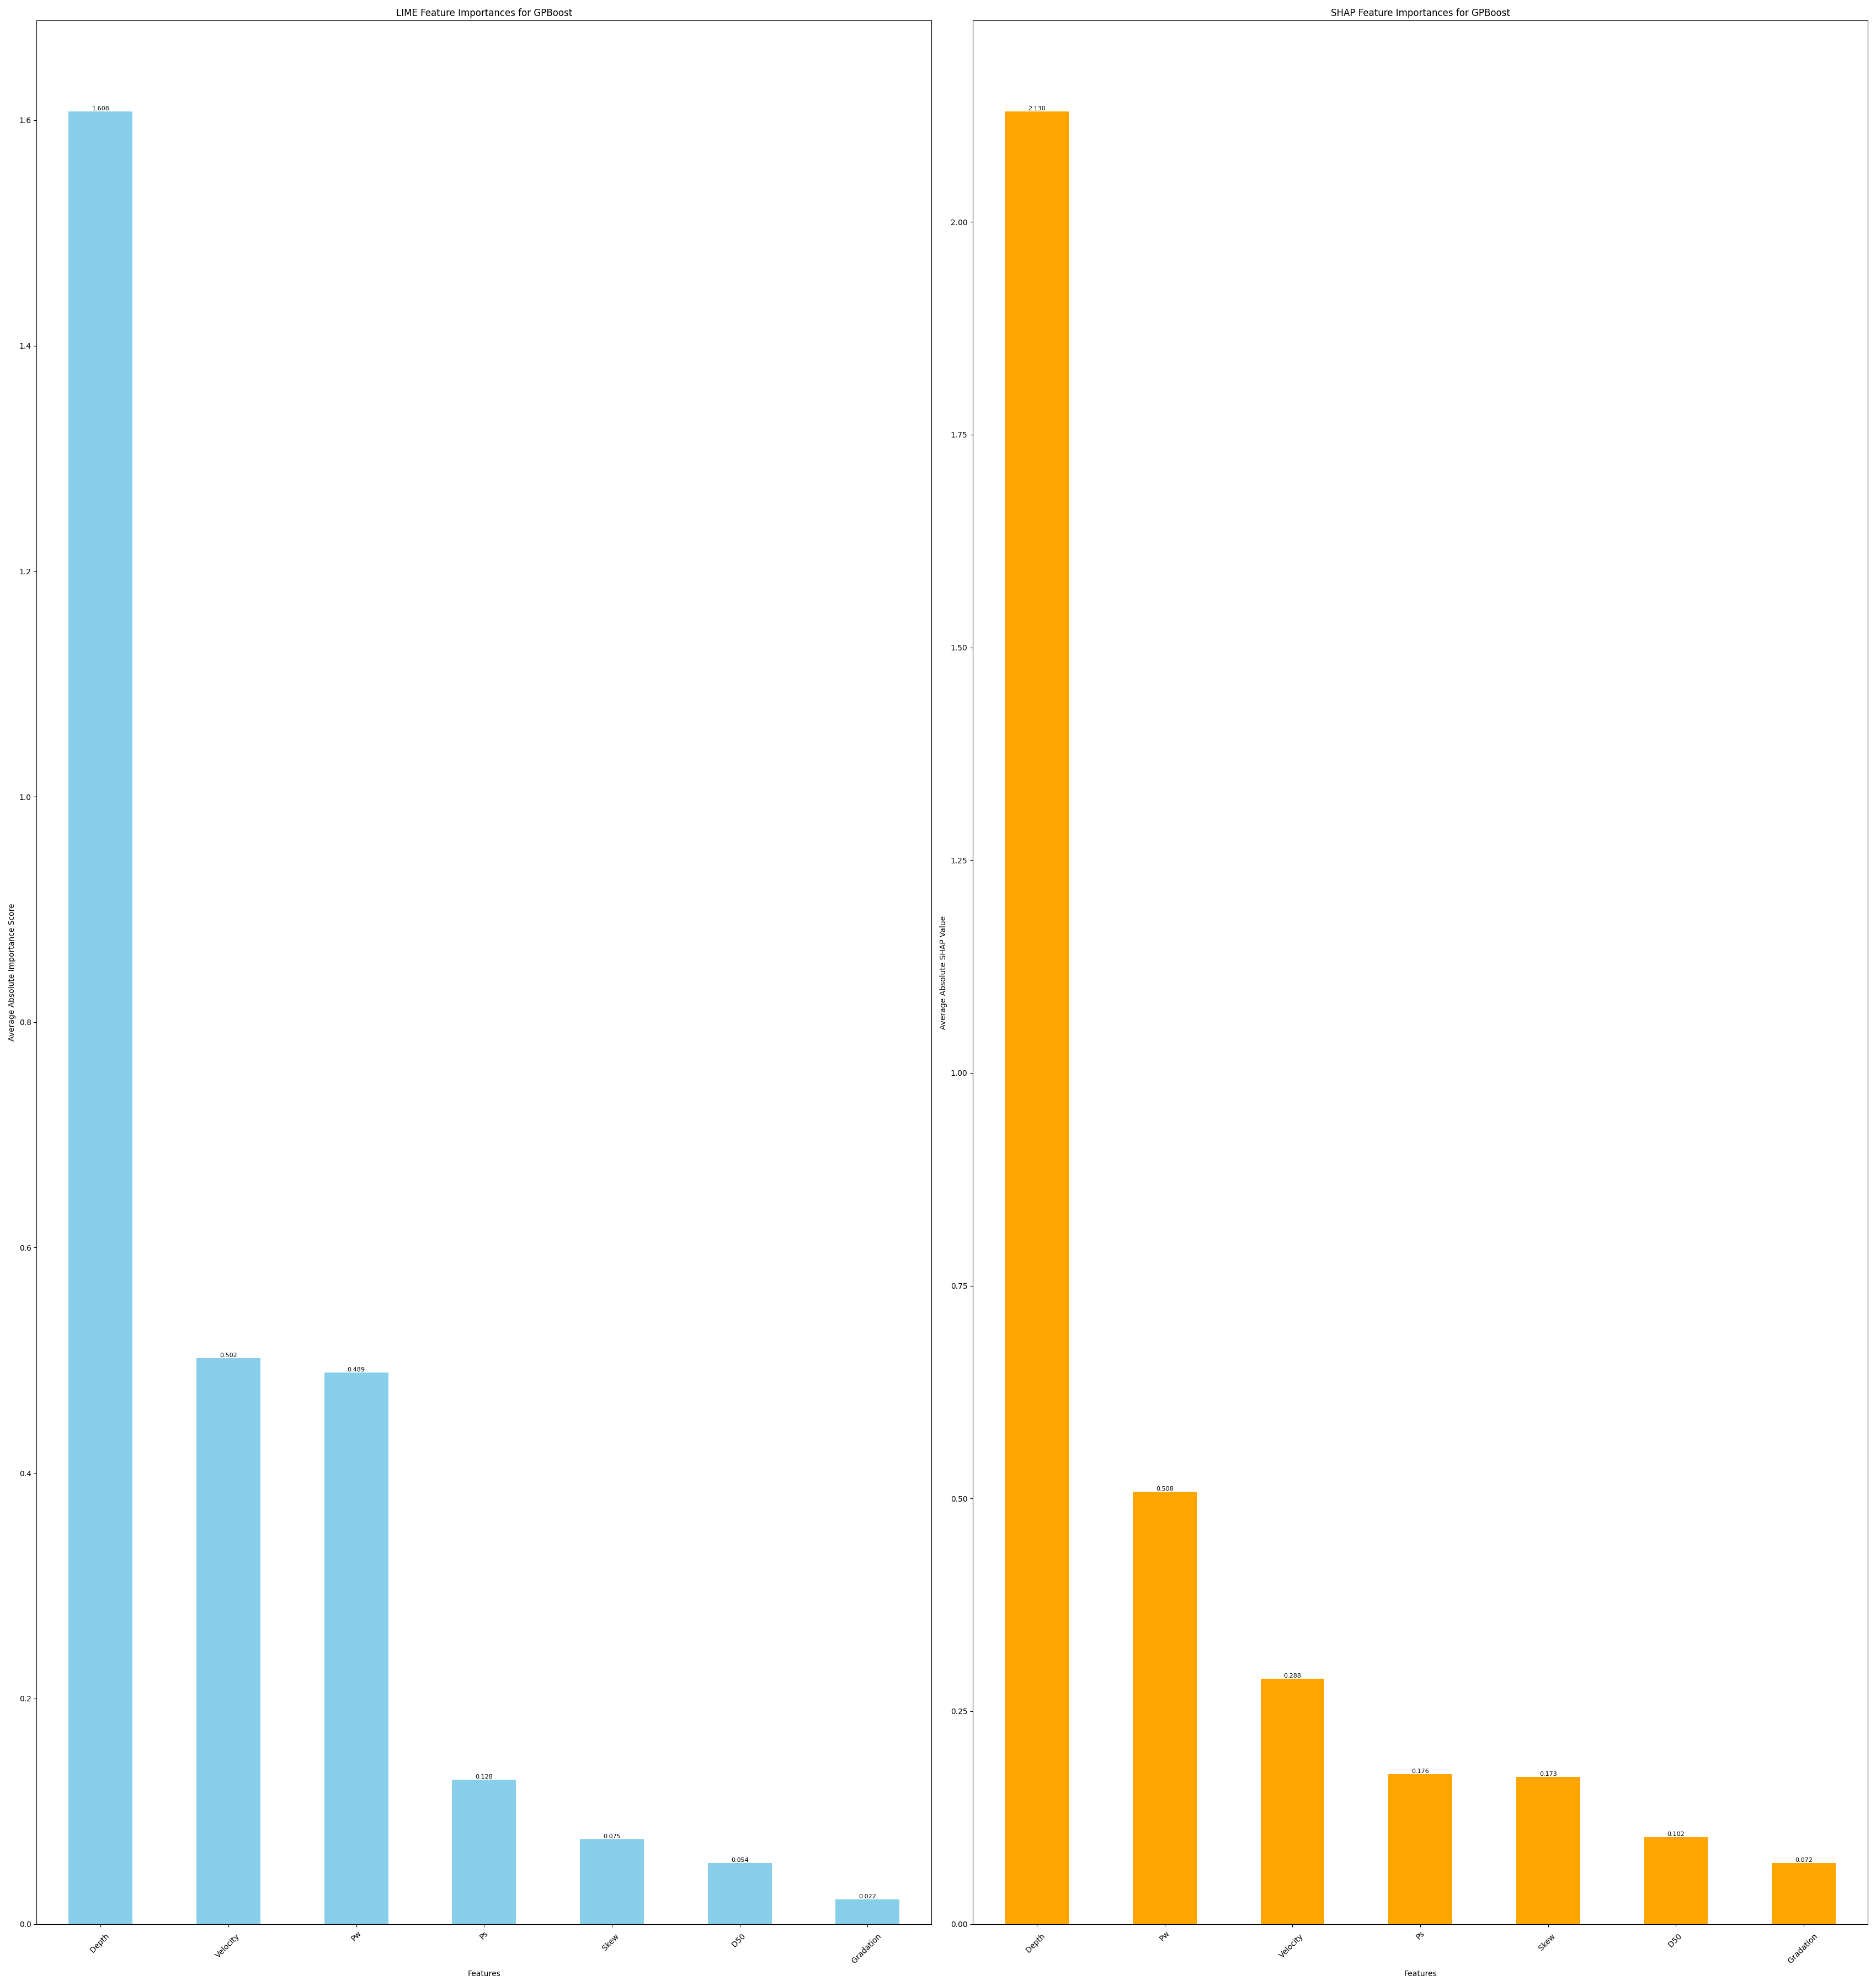 LIME Feature Importances for GPBoost
Average Absolute Importance Score
1.6
1.4
1.2
1.0
0.8
0.6
0.4
0.2
0.0
1.608
0.502
0.489
0.128
0.075
0.054
0.022
Depth
Velocity
Pw
Ps
Skew
D50
Gradation
Features
SHAP Feature Importances for GPBoost
Average Absolute SHAP Value
2.00
1.75
1.50
1.25
1.00
0.75
0.50
0.25
0.00
2.130
0.508
0.288
0.176
0.173
0.102
0.072
Depth
Pw
Velocity
Ps
Skew
D50
Gradation
Features